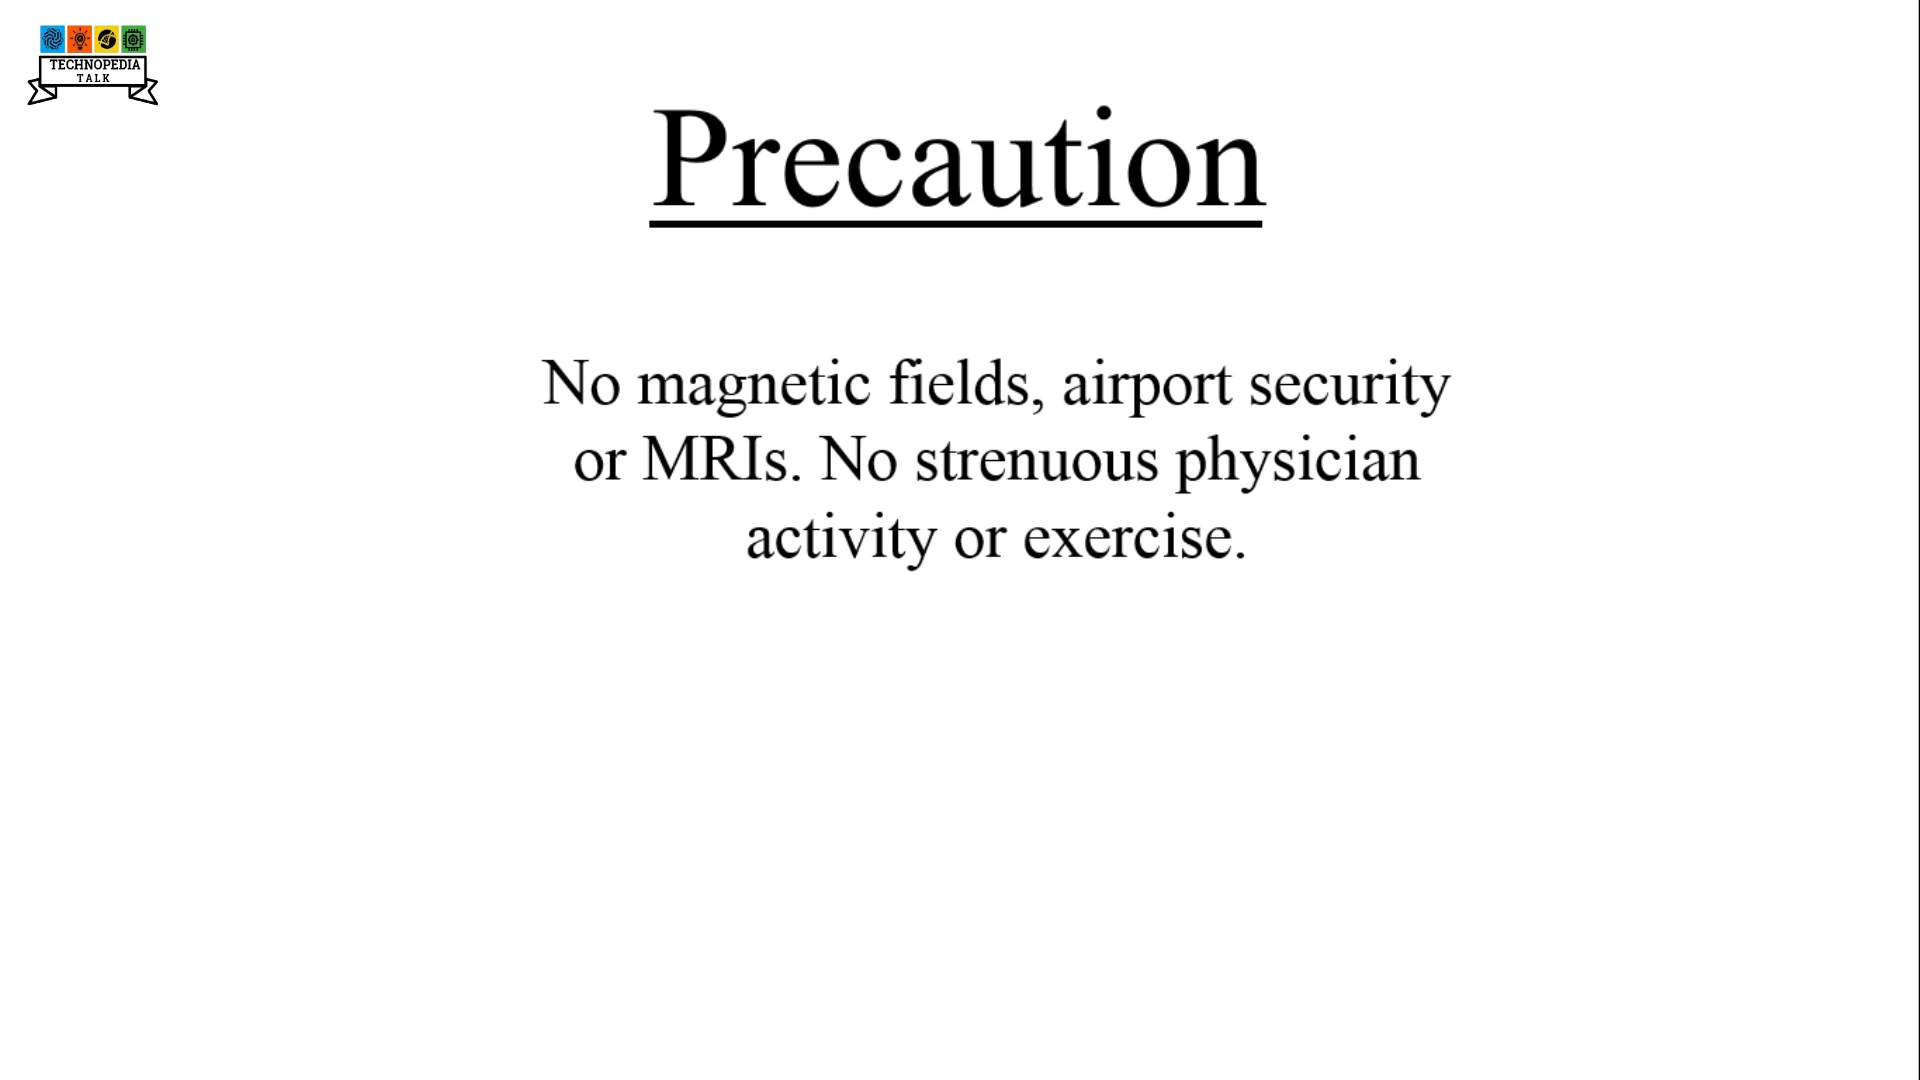 TECHNOPEDIA
TALK
Precaution
No magnetic fields, airport security
or MRIs. No strenuous physician
activity or exercise.